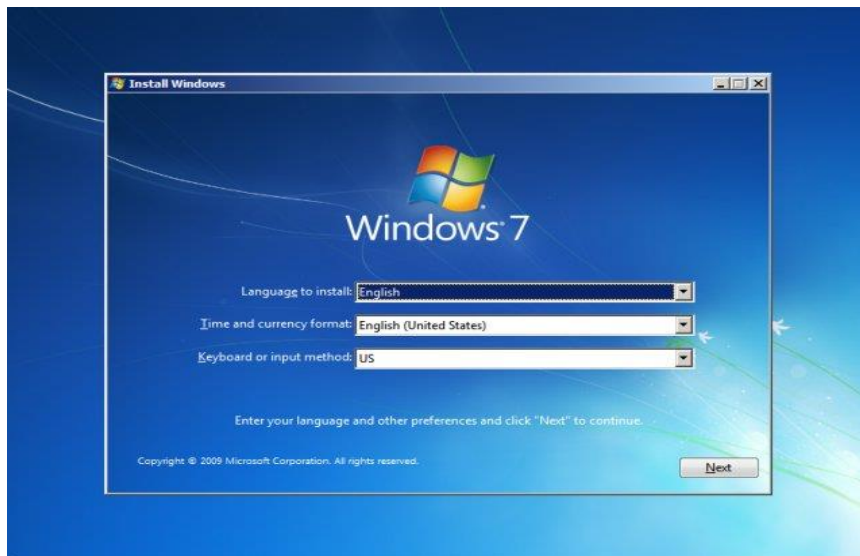 Install Windows
Windows 7
Language to install: English
Time and currency format: English (United States)
Keyboard or input method: US
Enter your language and other preferences and click "Next" to continue.
Copyright © 2009 Microsoft Corporation. All rights reserved.
Next